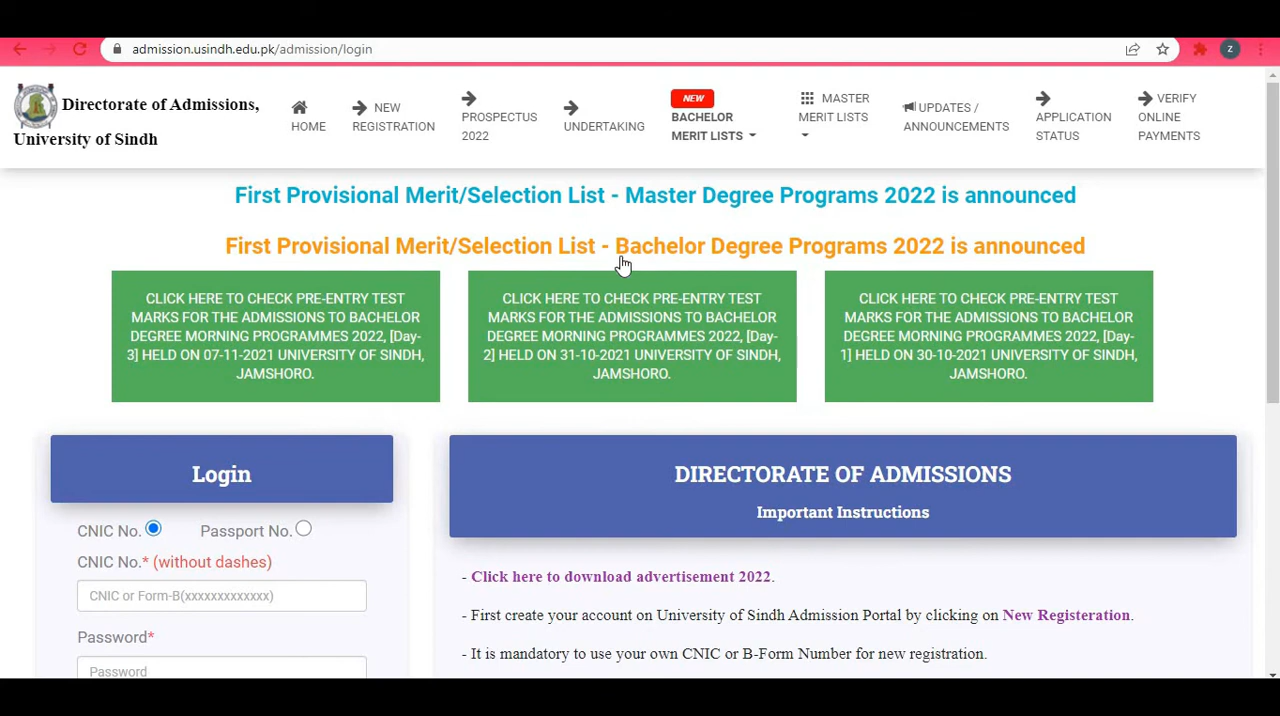 admission.usindh.edu.pk/admission/login
Z
Directorate of Admissions,
University of Sindh
HOME
NEW
REGISTRATION
PROSPECTUS
2022
UNDERTAKING
NEW
BACHELOR
MERIT LISTS
MASTER
MERIT LISTS
UPDATES /
ANNOUNCEMENTS
APPLICATION
STATUS
VERIFY
ONLINE
PAYMENTS
First Provisional Merit/Selection List - Master Degree Programs 2022 is announced
First Provisional Merit/Selection List - Bachelor Degree Programs 2022 is announced
CLICK HERE TO CHECK PRE-ENTRY TEST
MARKS FOR THE ADMISSIONS TO BACHELOR
DEGREE MORNING PROGRAMMES 2022, [Day-
3] HELD ON 07-11-2021 UNIVERSITY OF SINDH,
JAMSHORO.
CLICK HERE TO CHECK PRE-ENTRY TEST
MARKS FOR THE ADMISSIONS TO BACHELOR
DEGREE MORNING PROGRAMMES 2022, [Day-
2] HELD ON 31-10-2021 UNIVERSITY OF SINDH,
JAMSHORO.
CLICK HERE TO CHECK PRE-ENTRY TEST
MARKS FOR THE ADMISSIONS TO BACHELOR
DEGREE MORNING PROGRAMMES 2022, [Day-
1] HELD ON 30-10-2021 UNIVERSITY OF SINDH,
JAMSHORO.
Login
CNIC No. Passport No.
CNIC No.* (without dashes)
CNIC or Form-B(xxxxxxxxxxxxx)
Password*
Password
DIRECTORATE OF ADMISSIONS
Important Instructions
- Click here to download advertisement 2022.
- First create your account on University of Sindh Admission Portal by clicking on New Registeration.
- It is mandatory to use your own CNIC or B-Form Number for new registration.